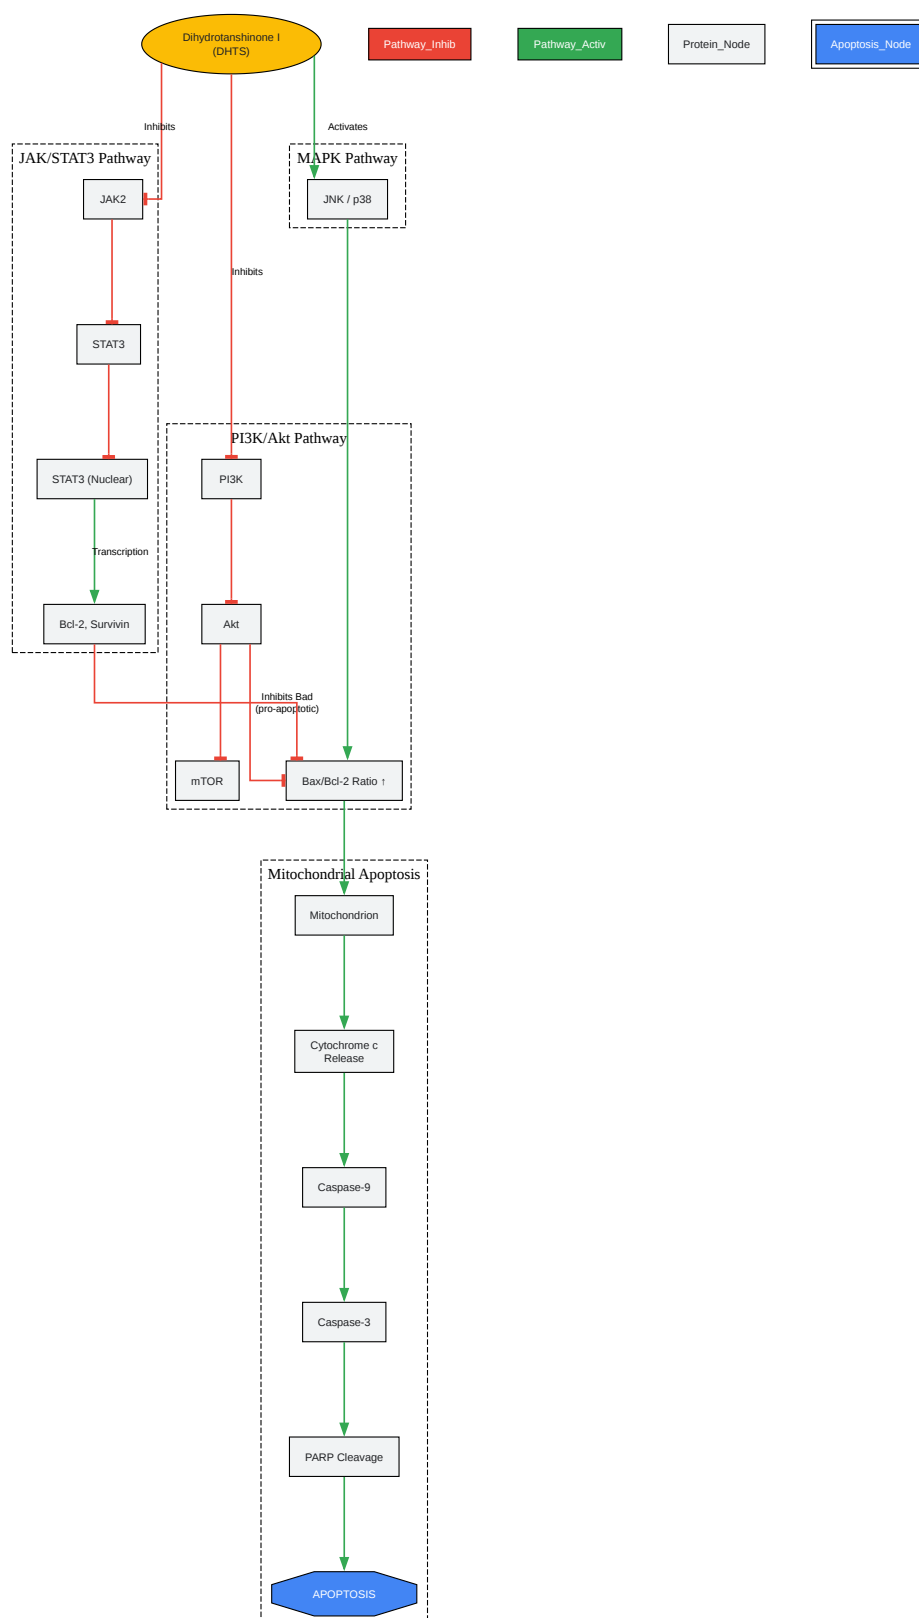 Dihydrotanshinone I
(DHTS)
Pathway_Inhib
Pathway_Activ
Protein_Node
Apoptosis_Node
Inhibits
Activates
JAK/STAT3 Pathway
MAPK Pathway
JAK2
JNK / p38
Inhibits
STAT3
PI3K/Akt Pathway
STAT3 (Nuclear)
PI3K
Transcription
Bcl-2, Survivin
Akt
Inhibits Bad
(pro-apoptotic)
mTOR
Bax/Bcl-2 Ratio ↑
Mitochondrial Apoptosis
Mitochondrion
Cytochrome c
Release
Caspase-9
Caspase-3
PARP Cleavage
APOPTOSIS